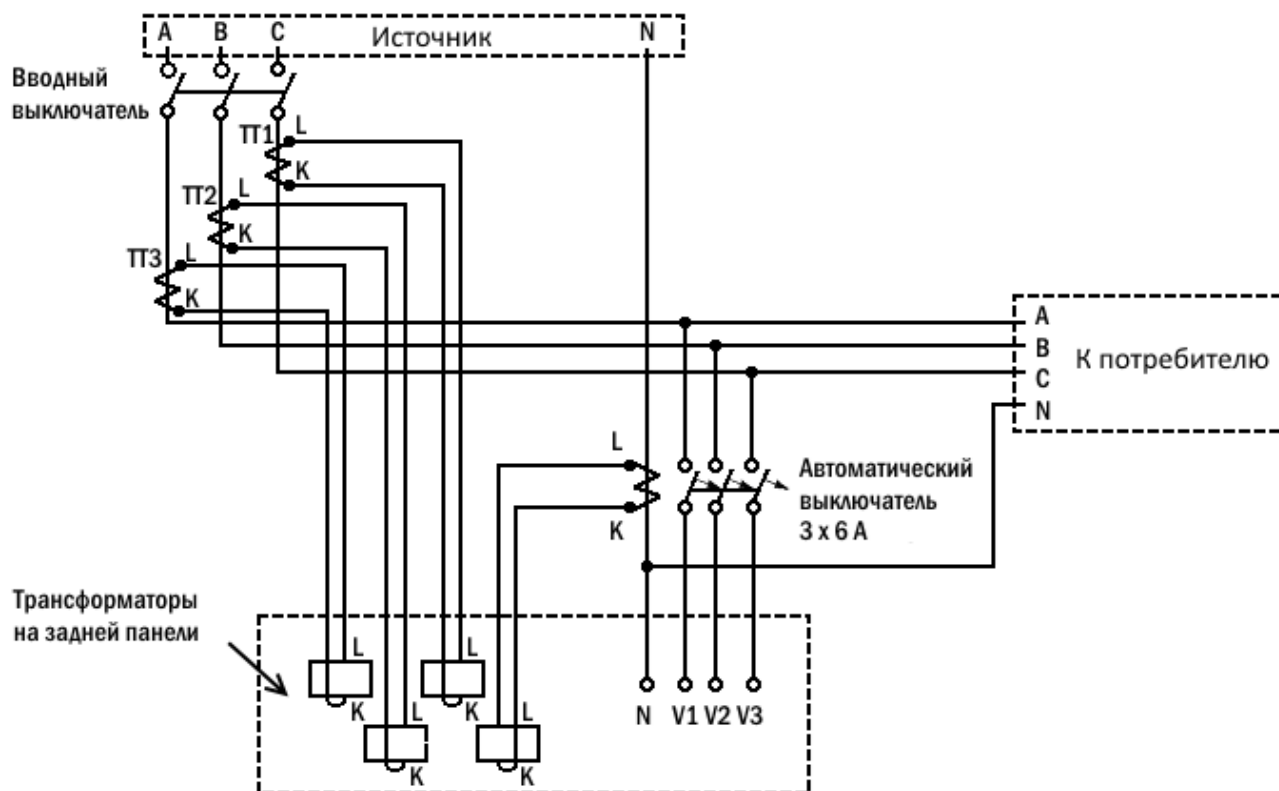 A B C Источник N
Вводный
выключатель
ТТ1 L
K
ТТ2 L
K
ТТ3 L
K
A
B
C
N
К потребителю
L
K
Автоматический
выключатель
3 x 6 A
Трансформаторы
на задней панели
L L
K K
L L
K K
N V1 V2 V3